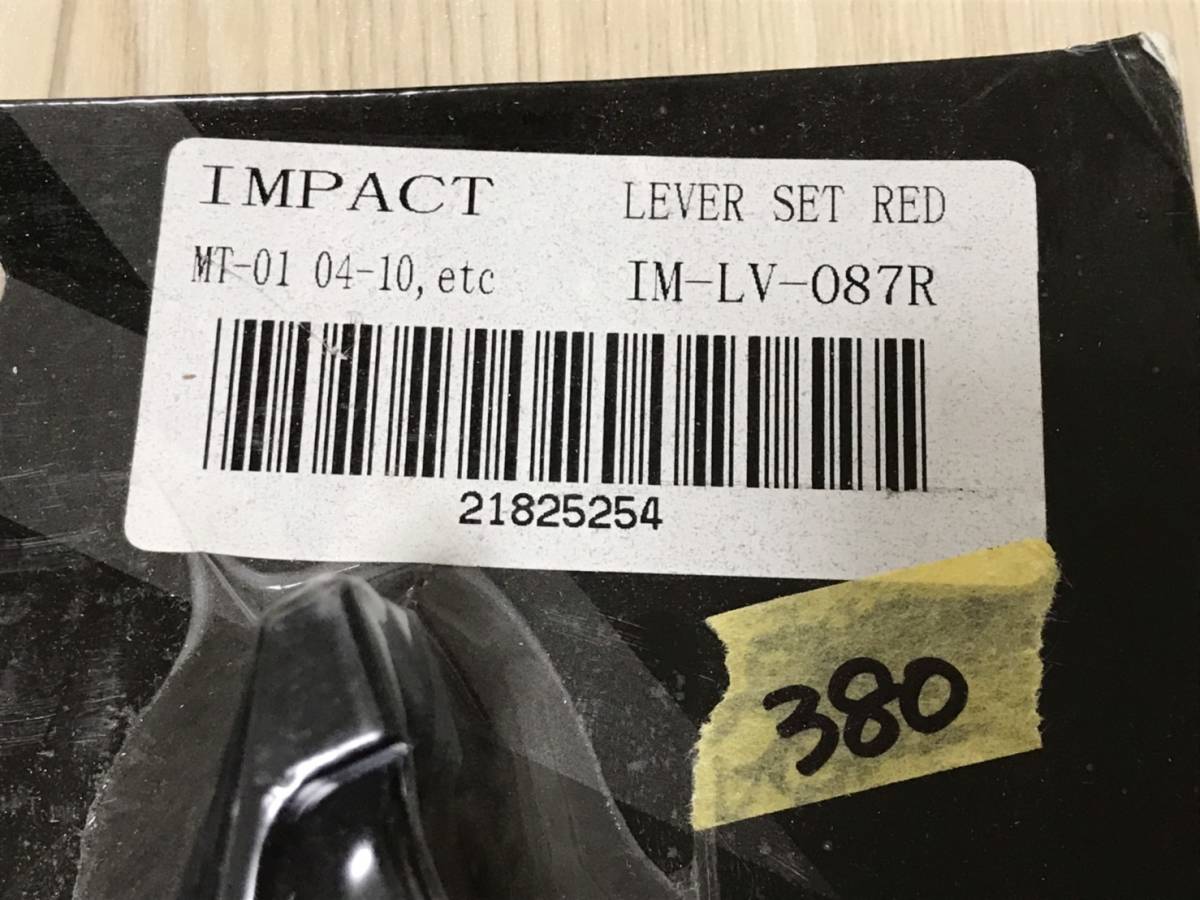 IMPACT LEVER SET RED
MT-01 04-10,etc IM-LV-087R
21825254
380